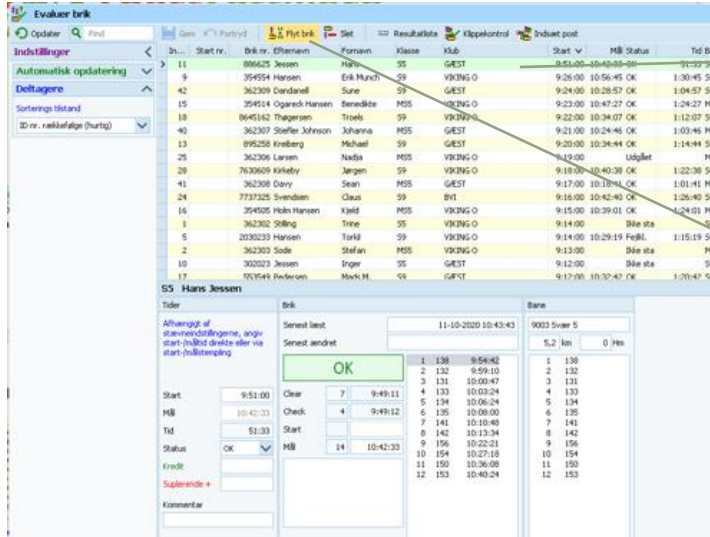 Evaluer brik
Opdater Find Gem Fortryd Flyt brik Slet Resultatliste Klippekontrol Indsæt post
Indstillinger
Automatisk opdatering
Deltagere
Sorterings tilstand
ID nr. rækkefølge (hurtig)
In... Start nr. Brik nr. Efternavn Fornavn Klasse Klub Start Mål Status Tid
11 886625 Jessen Hans S5 GÆST 9:51:00 10:42:33 OK 51:33
9 354554 Hansen Erik Munch S9 VIKING O 9:26:00 10:56:45 OK 1:30:45
42 362309 Dandanell Sune S9 GÆST 9:24:00 10:28:57 OK 1:04:57
15 354514 Ogareck Hansen Benedikte MS5 VIKING O 9:23:00 10:47:27 OK 1:24:27
18 8645162 Thøgersen Troels S9 VIKING O 9:22:00 10:34:07 OK 1:12:07
40 362307 Stiefler Johnson Johanna MS5 GÆST 9:21:00 10:24:46 OK 1:03:46
13 895258 Kreiberg Michael S9 GÆST 9:20:00 10:34:44 OK 1:14:44
25 362306 Larsen Nadja MS5 VIKING O 9:19:00 Udgået
28 7630609 Kirkeby Jørgen S9 VIKING O 9:18:00 10:40:38 OK 1:22:38
41 362308 Davy Sean MS5 GÆST 9:17:00 10:18:41 OK 1:01:41
24 7737325 Svendsen Claus S9 BVI 9:16:00 10:42:40 OK 1:26:40
16 354505 Holm Hansen Kjeld MS5 VIKING O 9:15:00 10:39:01 OK 1:24:01
1 362302 Stilling Trine S5 VIKING O 9:14:00 Ikke sta
5 2030233 Hansen Torkil S9 VIKING O 9:14:00 10:29:19 Fejlkl. 1:15:19
2 362303 Sode Stefan MS5 VIKING O 9:13:00 Ikke sta
10 302023 Jessen Inger S5 GÆST 9:12:00 Ikke sta
17 553549 Pedersen Mads M. S9 GÆST 9:12:00 10:32:42 OK 1:20:42
S5 Hans Jessen
Tider Brik Bane
Afhængigt af
stævneindstillingerne, angiv
start-/måltid direkte eller via
start-/målstempling
Start 9:51:00
Mål 10:42:33
Tid 51:33
Status OK
Kredit
Suplerende +
Kommentar
Senest læst 11-10-2020 10:43:43
Senest ændret
OK
Clear 7 9:49:11
Check 4 9:49:12
Start
Mål 14 10:42:33
1 138 9:54:42
2 132 9:59:10
3 131 10:00:47
4 133 10:03:24
5 134 10:06:24
6 135 10:08:00
7 141 10:10:48
8 142 10:13:34
9 156 10:22:21
10 154 10:27:18
11 150 10:36:08
12 153 10:40:24
9003 Svær 5
5,2 km 0 Hm
1 138
2 132
3 131
4 133
5 134
6 135
7 141
8 142
9 156
10 154
11 150
12 153